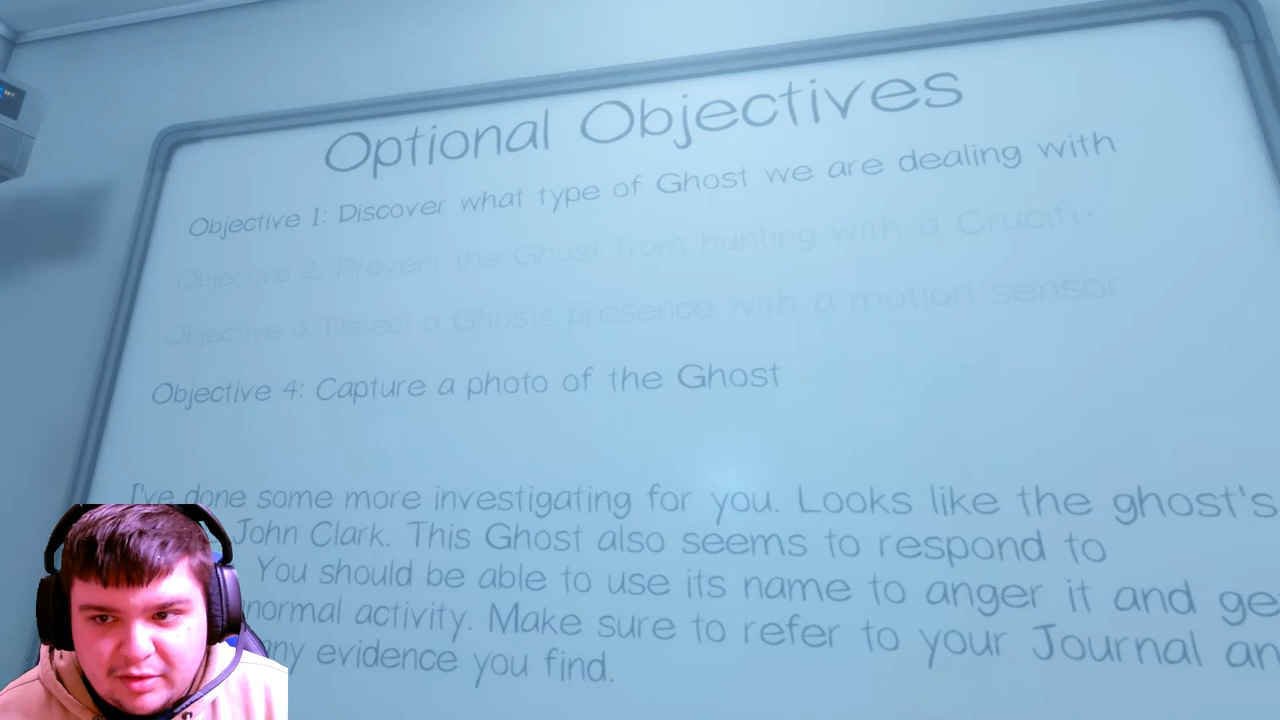 Optional Objectives
Objective 1: Discover what type of Ghost we are dealing with
Objective 2: Prevent the Ghost from hunting with a Crucifix
Objective 3: Detect a Ghosts presence with a motion sensor
Objective 4: Capture a photo of the Ghost
I've done some more investigating for you. Looks like the ghost's
John Clark. This Ghost also seems to respond to
You should be able to use its name to anger it and
activity. Make sure to refer to your Journal
evidence you find.